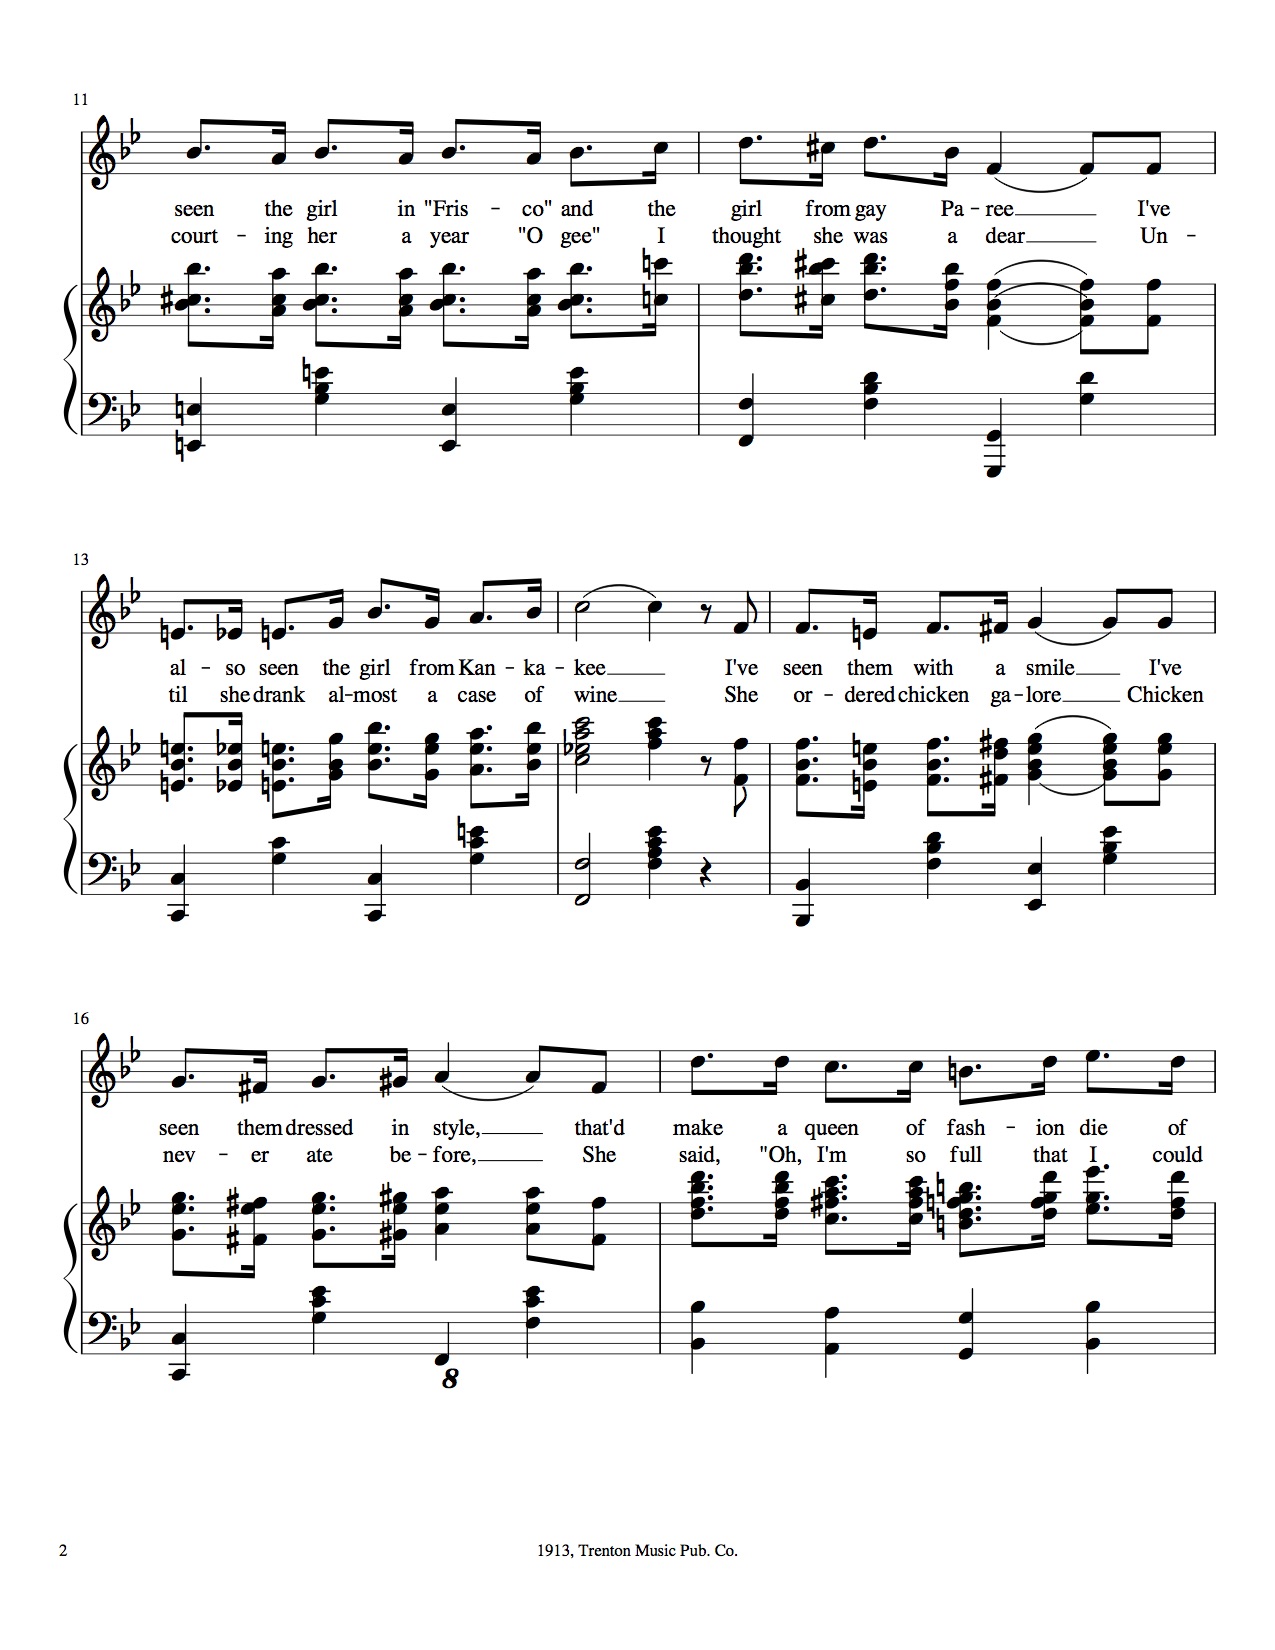 11
seen the girl in "Fris - co" and the girl from gay Pa - ree I've
court - ing her a year "O gee" I thought she was a dear Un -
13
al - so seen the girl from Kan - ka - kee I've seen them with a smile I've
til she drank al - most a case of wine She or - dered chicken ga - lore Chicken
16
seen them dressed in style, that'd make a queen of fash - ion die of
nev - er ate be - fore, She said, "Oh, I'm so full that I could
8
2
1913, Trenton Music Pub. Co.